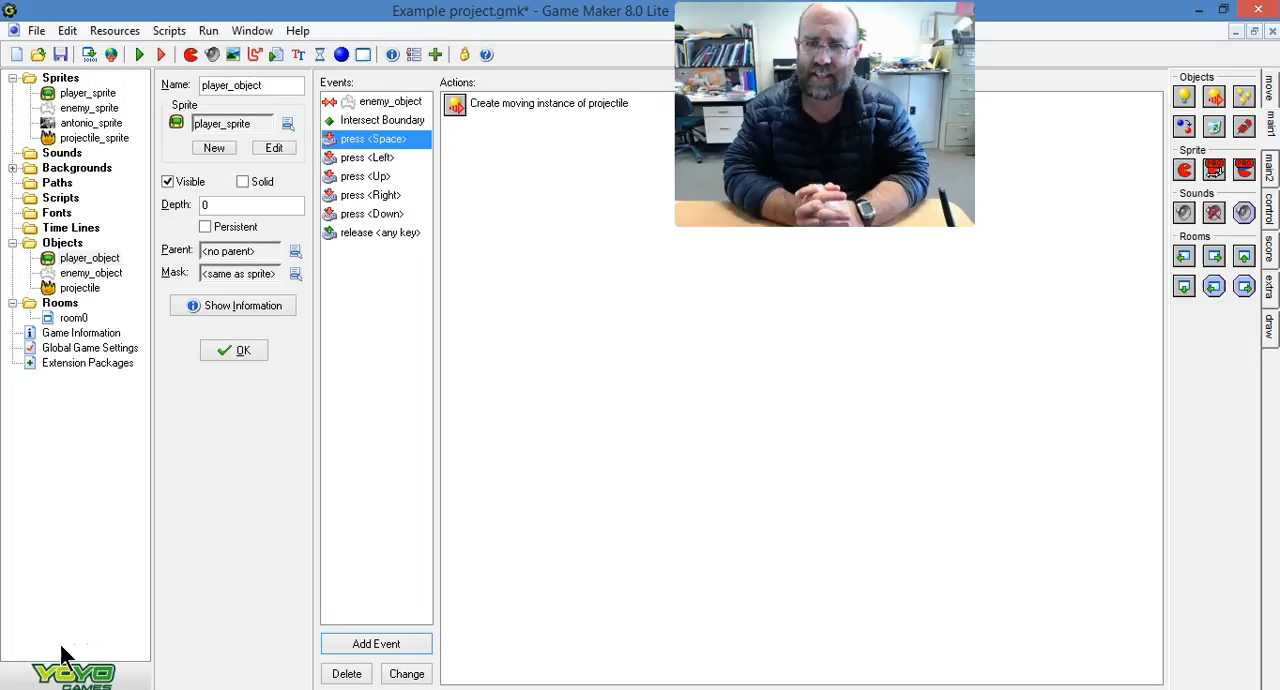 Example project.gmk* - Game Maker 8.0 Lite
File Edit Resources Scripts Run Window Help
Sprites
player_sprite
enemy_sprite
antonio_sprite
projectile_sprite
Sounds
Backgrounds
Paths
Scripts
Fonts
Time Lines
Objects
player_object
enemy_object
projectile
Rooms
room0
Game Information
Global Game Settings
Extension Packages
YOYO
GAMES
Name: player_object
Sprite
player_sprite
New Edit
Visible Solid
Depth: 0
Persistent
Parent: <no parent>
Mask: <same as sprite>
Show Information
OK
Events:
enemy_object
Intersect Boundary
press <Space>
press <Left>
press <Up>
press <Right>
press <Down>
release <any key>
Add Event
Delete Change
Actions:
Create moving instance of projectile
Objects
Sprite
Sounds
Rooms
move
main1
main2
control
score
extra
draw